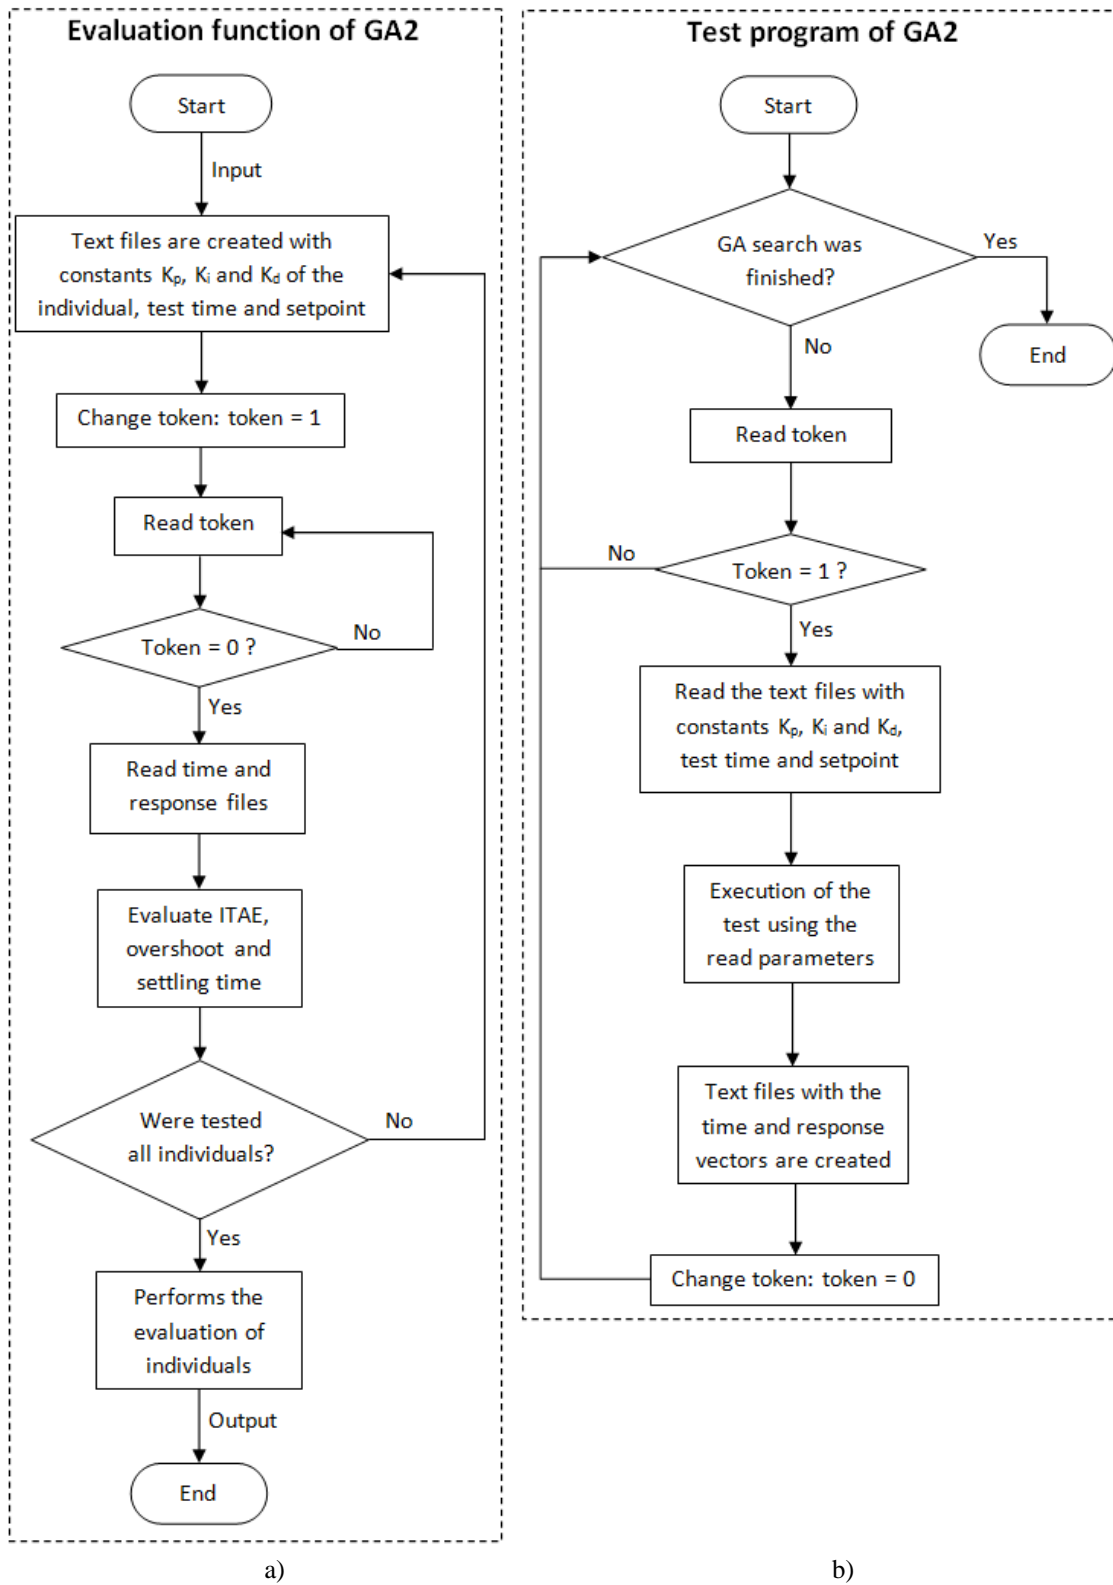 Evaluation function of GA2
Start
Input
Text files are created with
constants Kp, Ki and Kd of the
individual, test time and setpoint
Change token: token = 1
Read token
Token = 0 ?
No
Yes
Read time and
response files
Evaluate ITAE,
overshoot and
settling time
Were tested
all individuals?
No
Yes
Performs the
evaluation of
individuals
Output
End
a)
Test program of GA2
Start
GA search was
finished?
Yes
End
No
Read token
No
Token = 1 ?
Yes
Read the text files with
constants Kp, Ki and Kd,
test time and setpoint
Execution of the
test using the
read parameters
Text files with the
time and response
vectors are created
Change token: token = 0
b)